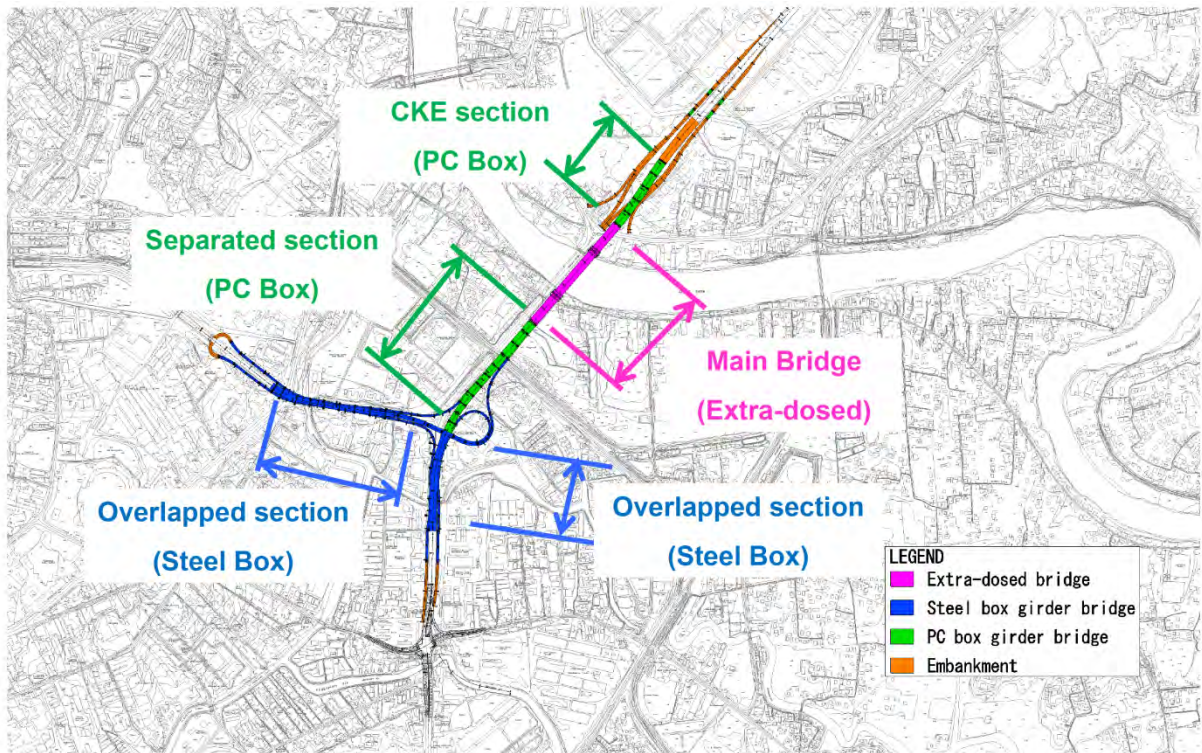 CKE section
(PC Box)
Separated section
(PC Box)
Main Bridge
(Extra-dosed)
Overlapped section
(Steel Box)
Overlapped section
(Steel Box)
LEGEND
Extra-dosed bridge
Steel box girder bridge
PC box girder bridge
Embankment